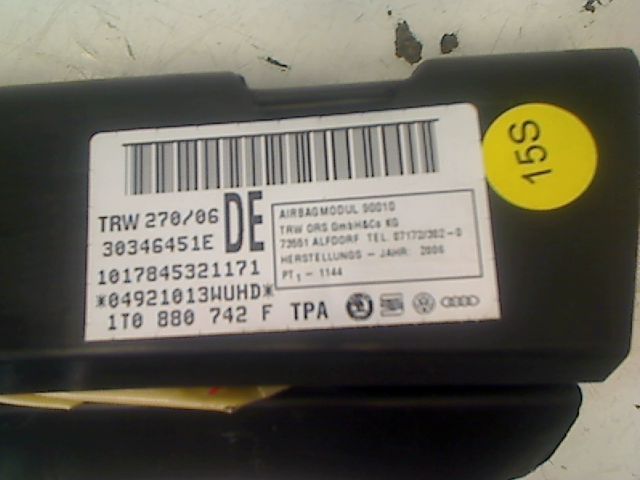 TRW 270/06
DE
30346451E
1017845321171
*04921013WUHD*
1T0 880 742 F TPA
AIRBAGMODUL 90010
TRW ORS GmbH&Co KG
73551 ALFDORF TEL. 07172/302-0
HERSTELLUNGS - JAHR: 2006
PT1 - 1144
15S